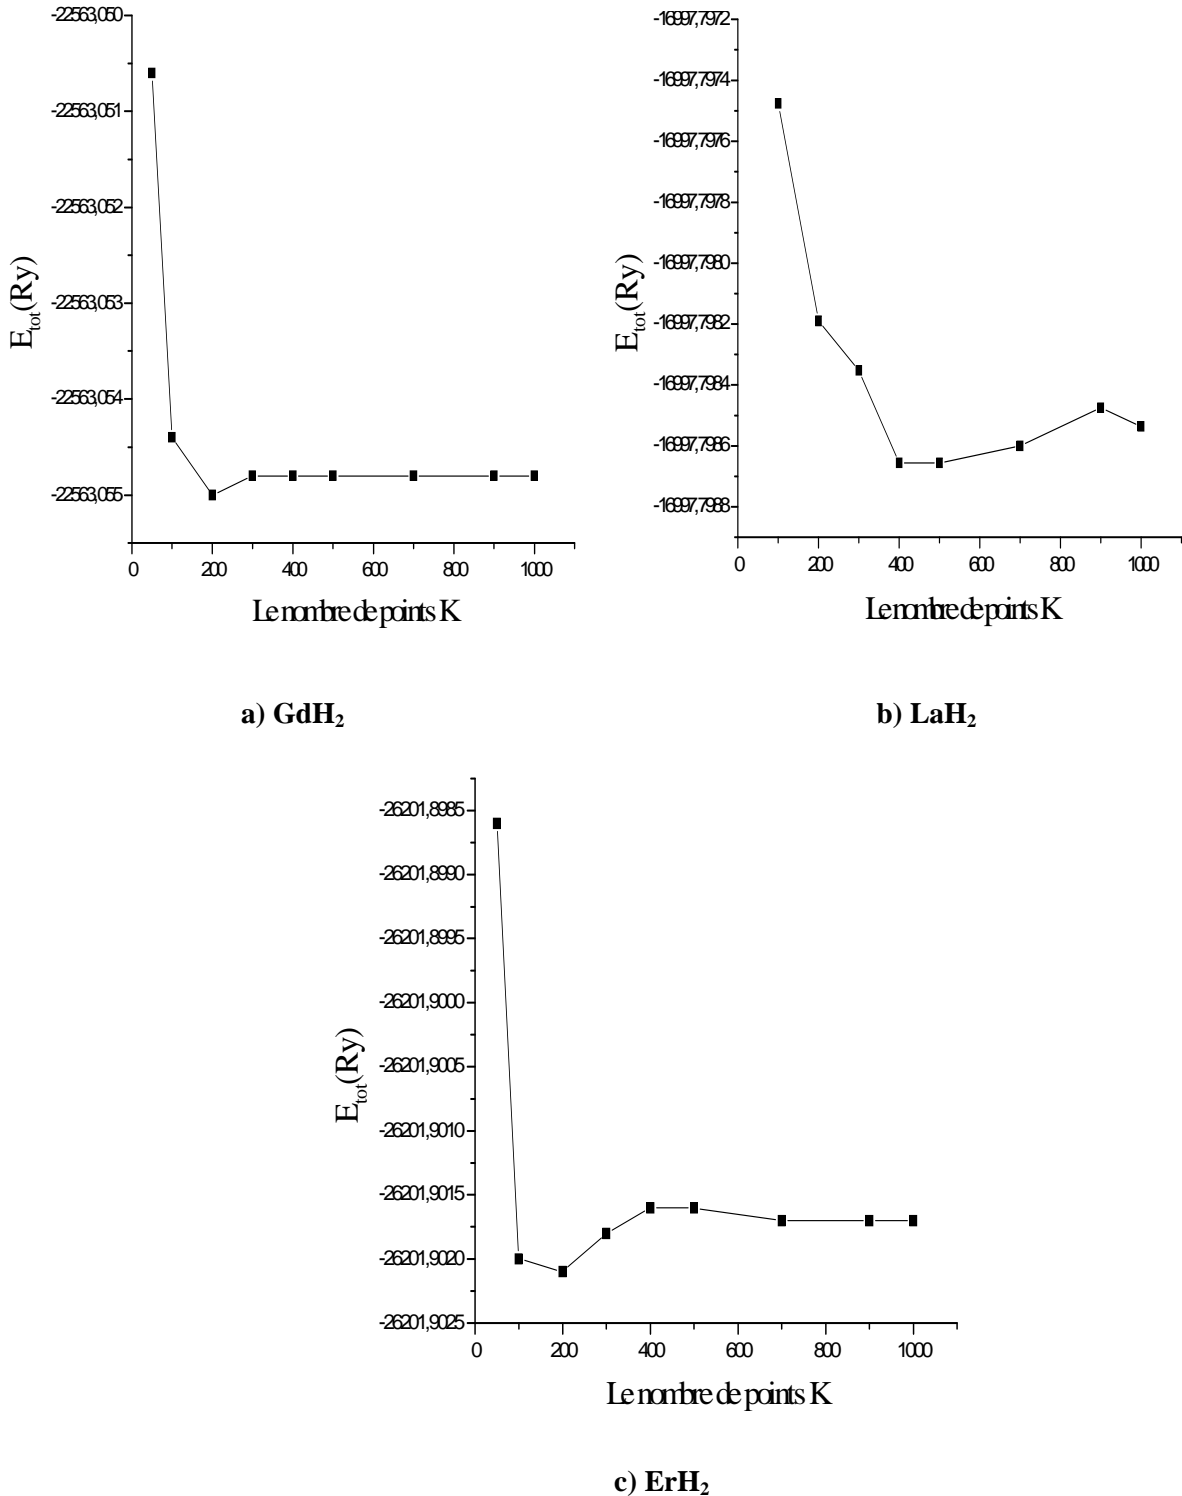 -22563,050
-22563,051
-22563,052
-22563,053
-22563,054
-22563,055
E_tot(Ry)
0 200 400 600 800 1000
Le nombre de points K
a) GdH₂
-16997,7972
-16997,7974
-16997,7976
-16997,7978
-16997,7980
-16997,7982
-16997,7984
-16997,7986
-16997,7988
E_tot(Ry)
0 200 400 600 800 1000
Le nombre de points K
b) LaH₂
-26201,8985
-26201,8990
-26201,8995
-26201,9000
-26201,9005
-26201,9010
-26201,9015
-26201,9020
-26201,9025
E_tot(Ry)
0 200 400 600 800 1000
Le nombre de points K
c) ErH₂